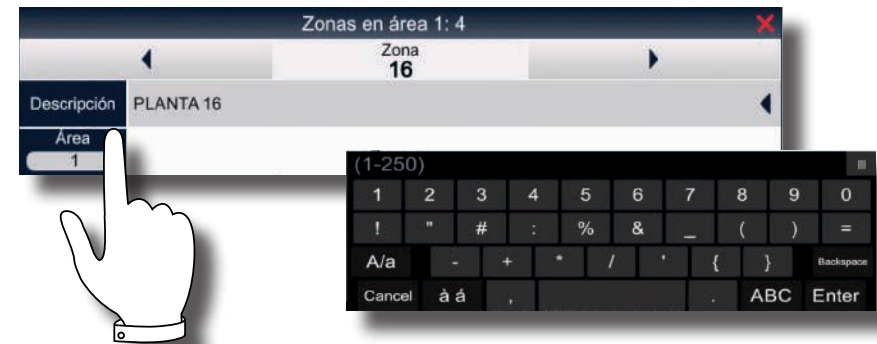 Zonas en área 1: 4
Zona
16
Descripción PLANTA 16
Área
1
(1-250)
1 2 3 4 5 6 7 8 9 0
! " # : % & _ ( ) =
A/a - + * / ' { } Backspace
Cancel à á , . ABC Enter